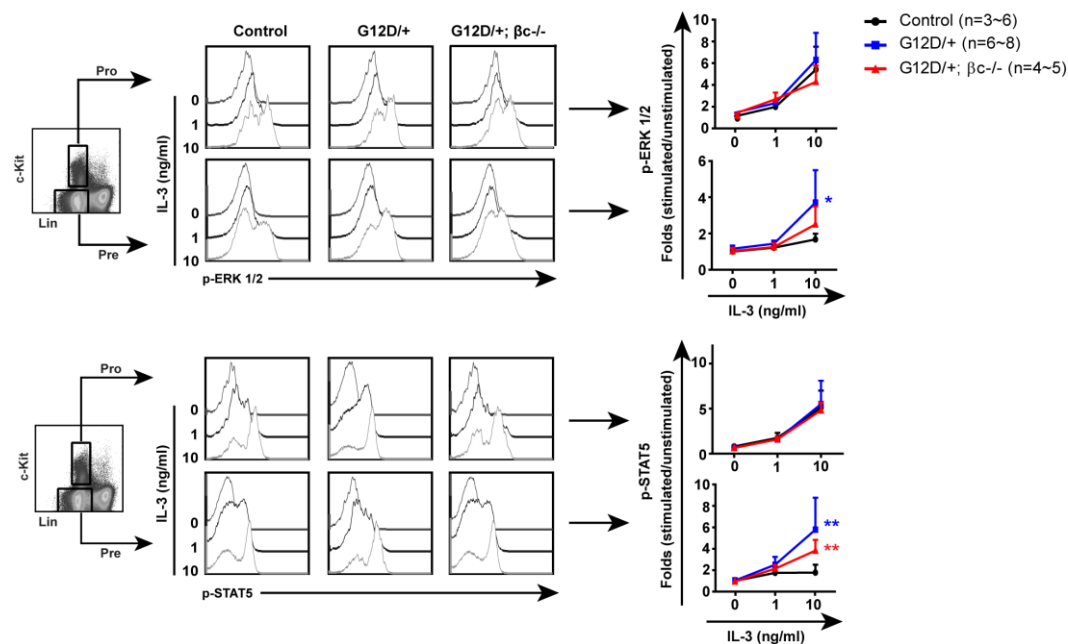 Control
G12D/+
G12D/+; βc-/-
Control (n=3~6)
G12D/+ (n=6~8)
G12D/+; βc-/- (n=4~5)
Pro
c-Kit
Lin
Pre
IL-3 (ng/ml)
0
1
10
0
1
10
p-ERK 1/2
p-ERK 1/2
Folds (stimulated/unstimulated)
10
8
6
4
2
0
0
1
10
6
4
2
0
*
0
1
10
IL-3 (ng/ml)
Pro
c-Kit
Lin
Pre
IL-3 (ng/ml)
0
1
10
0
1
10
p-STAT5
p-STAT5
Folds (stimulated/unstimulated)
10
5
0
0
1
10
10
8
6
4
2
0
**
**
0
1
10
IL-3 (ng/ml)